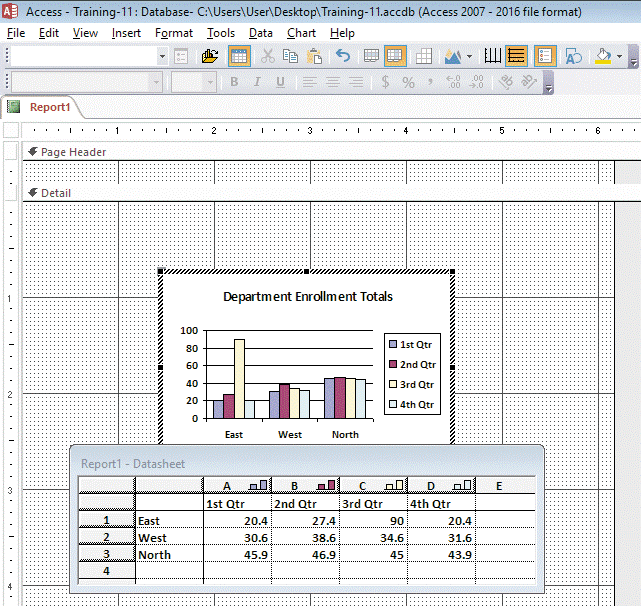 Access - Training-11 : Database- C:\Users\User\Desktop\Training-11.accdb (Access 2007 - 2016 file format)
File Edit View Insert Format Tools Data Chart Help
B I U $ % , .00 .00
Report1
1 2 3 4 5 6
Page Header
Detail
1
Department Enrollment Totals
100
80
60
40
20
0
East West North
1st Qtr
2nd Qtr
3rd Qtr
4th Qtr
2
Report1 - Datasheet
A B C D E
1st Qtr 2nd Qtr 3rd Qtr 4th Qtr
1 East 20.4 27.4 90 20.4
2 West 30.6 38.6 34.6 31.6
3 North 45.9 46.9 45 43.9
4
3
4